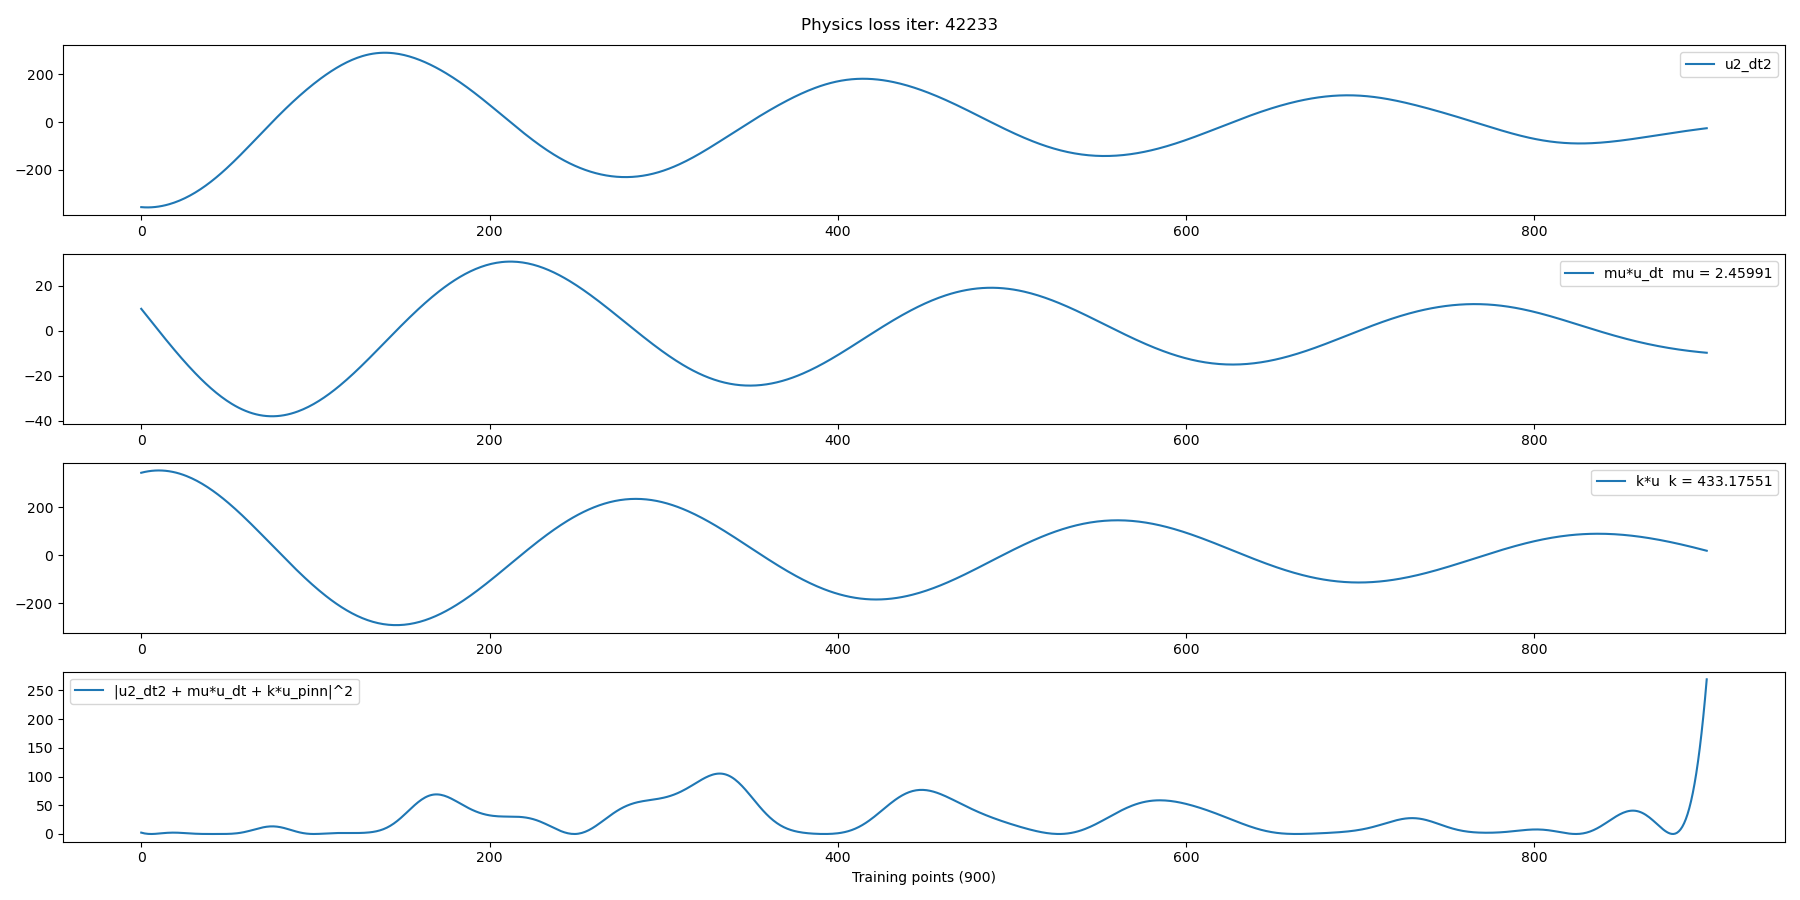 Physics loss iter: 42233
u2_dt2
200
0
−200
0 200 400 600 800
mu*u_dt  mu = 2.45991
20
0
−20
−40
0 200 400 600 800
k*u  k = 433.17551
200
0
−200
0 200 400 600 800
|u2_dt2 + mu*u_dt + k*u_pinn|^2
250
200
150
100
50
0
0 200 400 600 800
Training points (900)